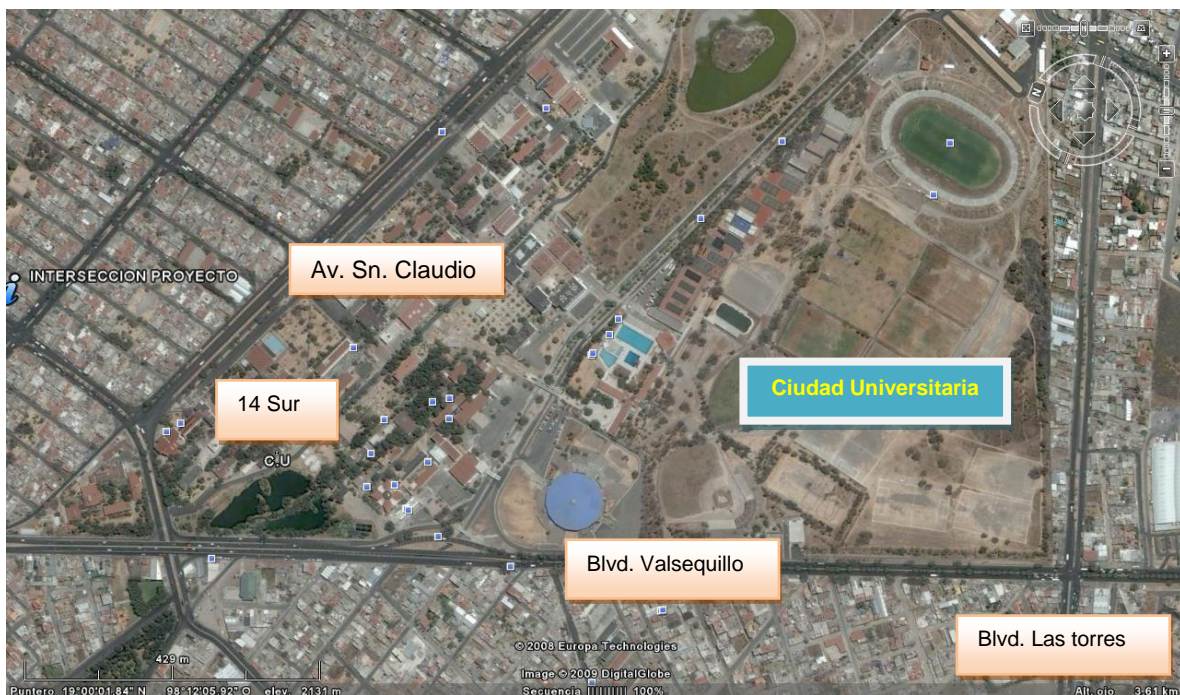 N
INTERSECCION PROYECTO
Av. Sn. Claudio
Ciudad Universitaria
14 Sur
C.U
Blvd. Valsequillo
Blvd. Las torres
© 2008 Europa Technologies
429 m
Image © 2009 DigitalGlobe
Puntero 19°00'01.84" N 98°12'05.92" O elev. 2131 m Secuencia 100% Alt. ojo 3.61 km